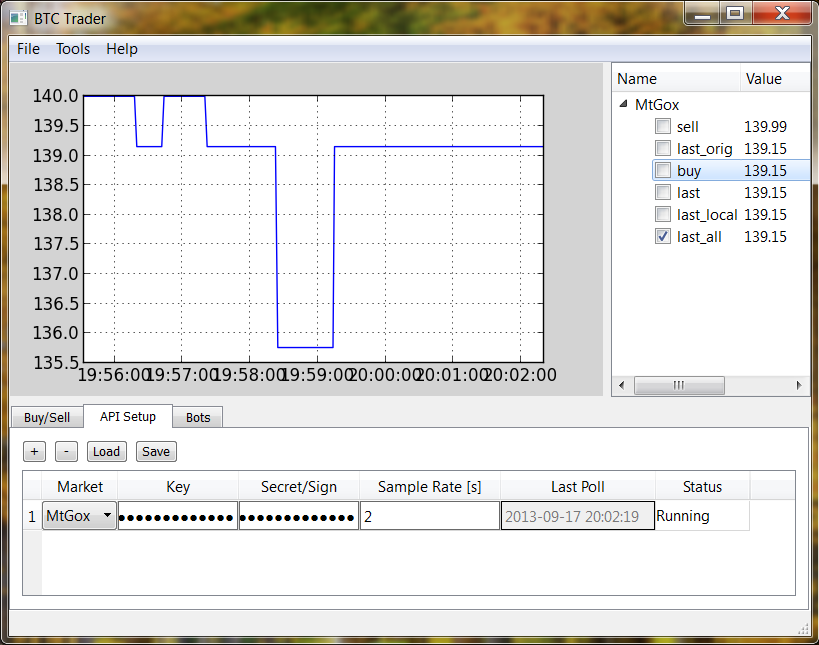 BTC Trader
File Tools Help
140.0
139.5
139.0
138.5
138.0
137.5
137.0
136.5
136.0
135.5
19:56:00 19:57:00 19:58:00 19:59:00 20:00:00 20:01:00 20:02:00
Name Value
MtGox
sell 139.99
last_orig 139.15
buy 139.15
last 139.15
last_local 139.15
last_all 139.15
Buy/Sell API Setup Bots
+ - Load Save
Market Key Secret/Sign Sample Rate [s] Last Poll Status
1 MtGox ●●●●●●●●●●●●● ●●●●●●●●●●●●● 2 2013-09-17 20:02:19 Running